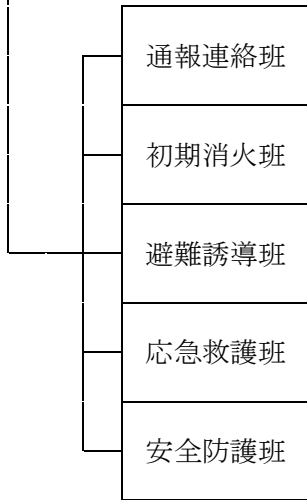 通報連絡班
初期消火班
避難誘導班
応急救護班
安全防護班